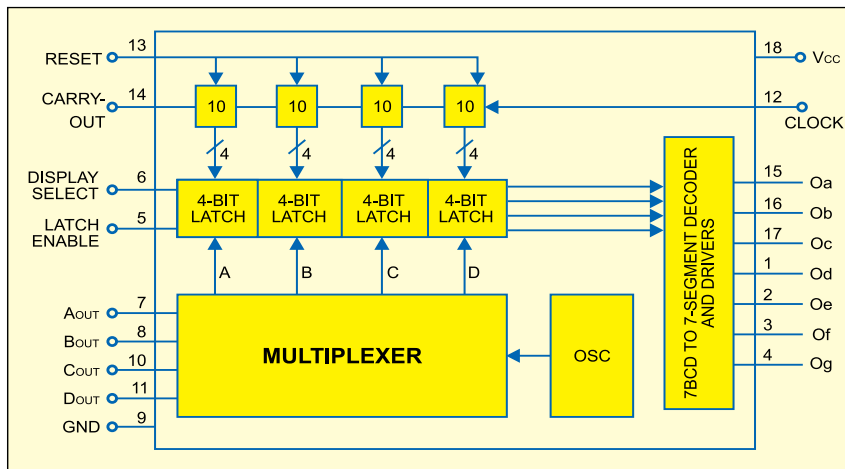 RESET 13
18 Vcc
CARRY-OUT 14
10 10 10 10
12 CLOCK
4 4 4 4
DISPLAY SELECT 6
4-BIT LATCH 4-BIT LATCH 4-BIT LATCH 4-BIT LATCH
LATCH ENABLE 5
7BCD TO 7-SEGMENT DECODER AND DRIVERS
15 Oa
16 Ob
17 Oc
1 Od
2 Oe
3 Of
4 Og
A B C D
AOUT 7
BOUT 8
COUT 10
DOUT 11
GND 9
MULTIPLEXER
OSC